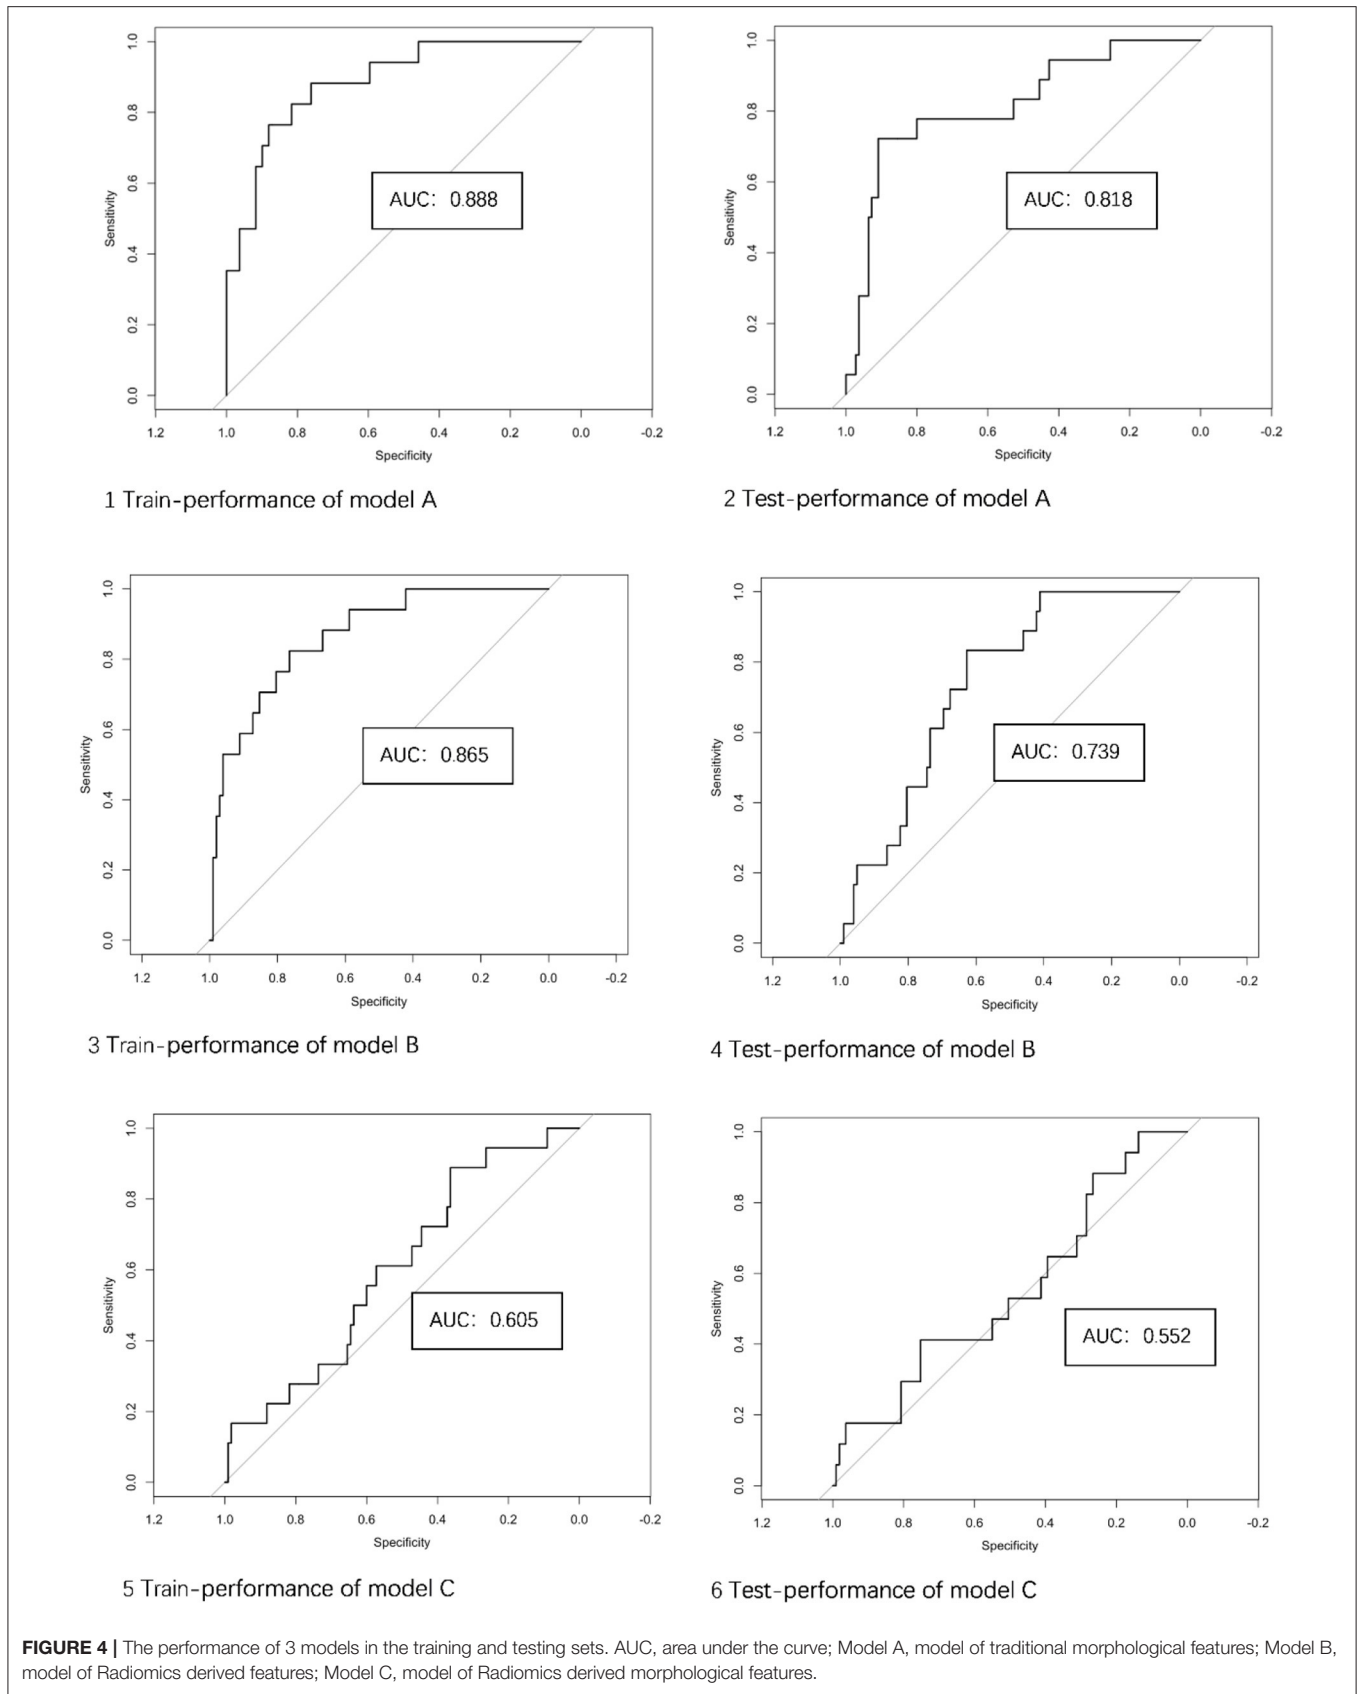 1.0
0.8
0.6
0.4
0.2
0.0
Sensitivity
AUC: 0.888
1.2 1.0 0.8 0.6 0.4 0.2 0.0 -0.2
Specificity
1 Train-performance of model A
1.0
0.8
0.6
0.4
0.2
0.0
Sensitivity
AUC: 0.818
1.2 1.0 0.8 0.6 0.4 0.2 0.0 -0.2
Specificity
2 Test-performance of model A
1.0
0.8
0.6
0.4
0.2
0.0
Sensitivity
AUC: 0.865
1.2 1.0 0.8 0.6 0.4 0.2 0.0 -0.2
Specificity
3 Train-performance of model B
1.0
0.8
0.6
0.4
0.2
0.0
Sensitivity
AUC: 0.739
1.2 1.0 0.8 0.6 0.4 0.2 0.0 -0.2
Specificity
4 Test-performance of model B
1.0
0.8
0.6
0.4
0.2
0.0
Sensitivity
AUC: 0.605
1.2 1.0 0.8 0.6 0.4 0.2 0.0 -0.2
Specificity
5 Train-performance of model C
1.0
0.8
0.6
0.4
0.2
0.0
Sensitivity
AUC: 0.552
1.2 1.0 0.8 0.6 0.4 0.2 0.0 -0.2
Specificity
6 Test-performance of model C
FIGURE 4 | The performance of 3 models in the training and testing sets. AUC, area under the curve; Model A, model of traditional morphological features; Model B,
model of Radiomics derived features; Model C, model of Radiomics derived morphological features.